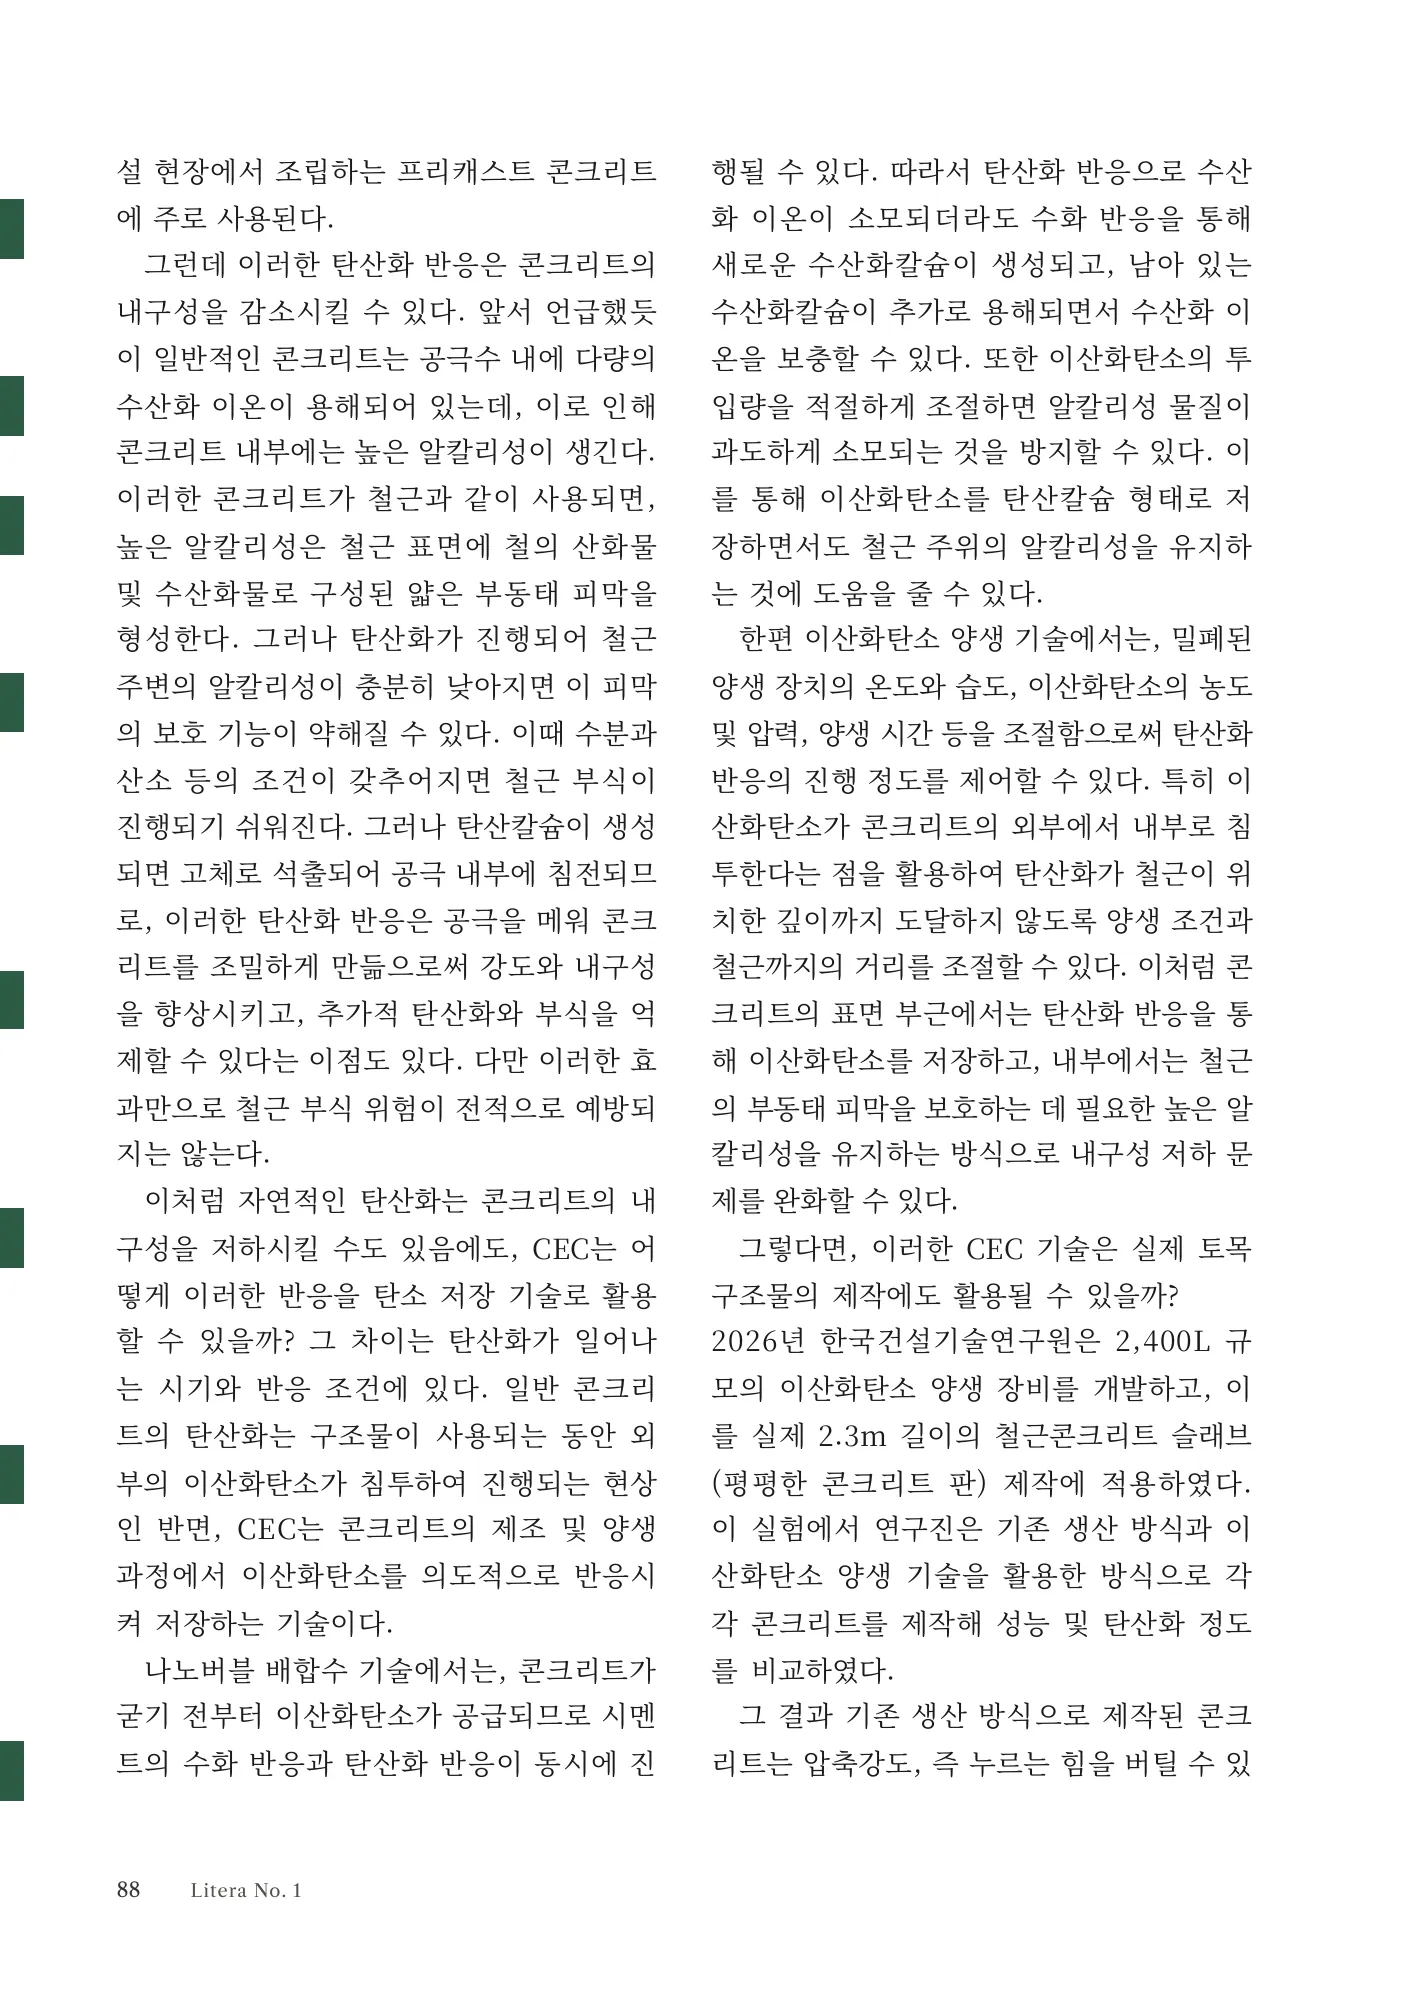 설 현장에서 조립하는 프리캐스트 콘크리트
에 주로 사용된다.
그런데 이러한 탄산화 반응은 콘크리트의
내구성을 감소시킬 수 있다. 앞서 언급했듯
이 일반적인 콘크리트는 공극수 내에 다량의
수산화 이온이 용해되어 있는데, 이로 인해
콘크리트 내부에는 높은 알칼리성이 생긴다.
이러한 콘크리트가 철근과 같이 사용되면,
높은 알칼리성은 철근 표면에 철의 산화물
및 수산화물로 구성된 얇은 부동태 피막을
형성한다. 그러나 탄산화가 진행되어 철근
주변의 알칼리성이 충분히 낮아지면 이 피막
의 보호 기능이 약해질 수 있다. 이때 수분과
산소 등의 조건이 갖추어지면 철근 부식이
진행되기 쉬워진다. 그러나 탄산칼슘이 생성
되면 고체로 석출되어 공극 내부에 침전되므
로, 이러한 탄산화 반응은 공극을 메워 콘크
리트를 조밀하게 만듦으로써 강도와 내구성
을 향상시키고, 추가적 탄산화와 부식을 억
제할 수 있다는 이점도 있다. 다만 이러한 효
과만으로 철근 부식 위험이 전적으로 예방되
지는 않는다.
이처럼 자연적인 탄산화는 콘크리트의 내
구성을 저하시킬 수도 있음에도, CEC는 어
떻게 이러한 반응을 탄소 저장 기술로 활용
할 수 있을까? 그 차이는 탄산화가 일어나
는 시기와 반응 조건에 있다. 일반 콘크리
트의 탄산화는 구조물이 사용되는 동안 외
부의 이산화탄소가 침투하여 진행되는 현상
인 반면, CEC는 콘크리트의 제조 및 양생
과정에서 이산화탄소를 의도적으로 반응시
켜 저장하는 기술이다.
나노버블 배합수 기술에서는, 콘크리트가
굳기 전부터 이산화탄소가 공급되므로 시멘
트의 수화 반응과 탄산화 반응이 동시에 진
행될 수 있다. 따라서 탄산화 반응으로 수산
화 이온이 소모되더라도 수화 반응을 통해
새로운 수산화칼슘이 생성되고, 남아 있는
수산화칼슘이 추가로 용해되면서 수산화 이
온을 보충할 수 있다. 또한 이산화탄소의 투
입량을 적절하게 조절하면 알칼리성 물질이
과도하게 소모되는 것을 방지할 수 있다. 이
를 통해 이산화탄소를 탄산칼슘 형태로 저
장하면서도 철근 주위의 알칼리성을 유지하
는 것에 도움을 줄 수 있다.
한편 이산화탄소 양생 기술에서는, 밀폐된
양생 장치의 온도와 습도, 이산화탄소의 농도
및 압력, 양생 시간 등을 조절함으로써 탄산화
반응의 진행 정도를 제어할 수 있다. 특히 이
산화탄소가 콘크리트의 외부에서 내부로 침
투한다는 점을 활용하여 탄산화가 철근이 위
치한 깊이까지 도달하지 않도록 양생 조건과
철근까지의 거리를 조절할 수 있다. 이처럼 콘
크리트의 표면 부근에서는 탄산화 반응을 통
해 이산화탄소를 저장하고, 내부에서는 철근
의 부동태 피막을 보호하는 데 필요한 높은 알
칼리성을 유지하는 방식으로 내구성 저하 문
제를 완화할 수 있다.
그렇다면, 이러한 CEC 기술은 실제 토목
구조물의 제작에도 활용될 수 있을까?
2026년 한국건설기술연구원은 2,400L 규
모의 이산화탄소 양생 장비를 개발하고, 이
를 실제 2.3m 길이의 철근콘크리트 슬래브
(평평한 콘크리트 판) 제작에 적용하였다.
이 실험에서 연구진은 기존 생산 방식과 이
산화탄소 양생 기술을 활용한 방식으로 각
각 콘크리트를 제작해 성능 및 탄산화 정도
를 비교하였다.
그 결과 기존 생산 방식으로 제작된 콘크
리트는 압축강도, 즉 누르는 힘을 버틸 수 있
88 Litera No. 1